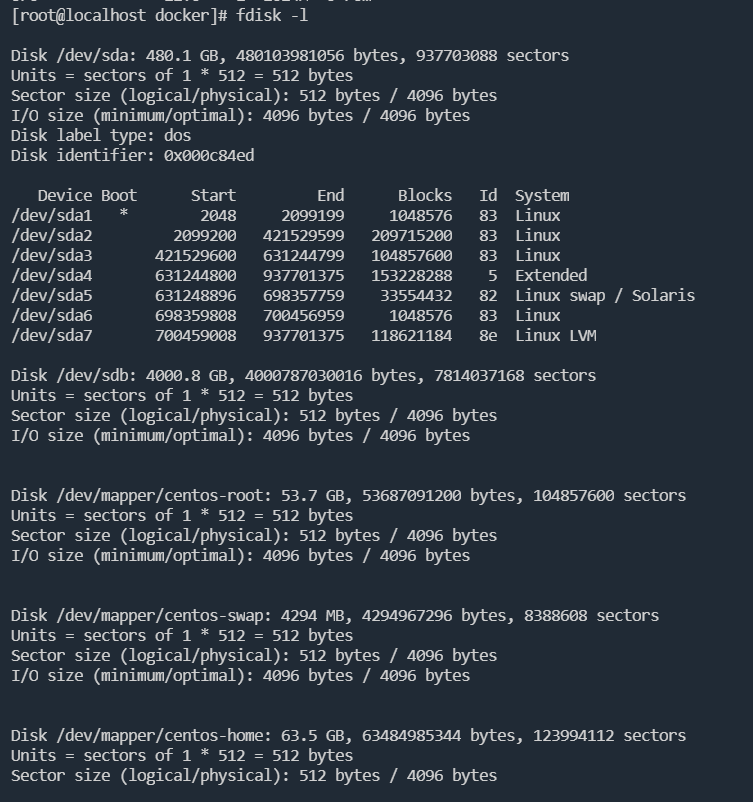 [root@localhost docker]# fdisk -l
Disk /dev/sda: 480.1 GB, 480103981056 bytes, 937703088 sectors
Units = sectors of 1 * 512 = 512 bytes
Sector size (logical/physical): 512 bytes / 4096 bytes
I/O size (minimum/optimal): 4096 bytes / 4096 bytes
Disk label type: dos
Disk identifier: 0x000c84ed
   Device Boot      Start         End      Blocks   Id  System
/dev/sda1   *        2048     2099199     1048576   83  Linux
/dev/sda2         2099200   421529599   209715200   83  Linux
/dev/sda3       421529600   631244799   104857600   83  Linux
/dev/sda4       631244800   937701375   153228288    5  Extended
/dev/sda5       631248896   698357759    33554432   82  Linux swap / Solaris
/dev/sda6       698359808   700456959     1048576   83  Linux
/dev/sda7       700459008   937701375   118621184   8e  Linux LVM
Disk /dev/sdb: 4000.8 GB, 4000787030016 bytes, 7814037168 sectors
Units = sectors of 1 * 512 = 512 bytes
Sector size (logical/physical): 512 bytes / 4096 bytes
I/O size (minimum/optimal): 4096 bytes / 4096 bytes
Disk /dev/mapper/centos-root: 53.7 GB, 53687091200 bytes, 104857600 sectors
Units = sectors of 1 * 512 = 512 bytes
Sector size (logical/physical): 512 bytes / 4096 bytes
I/O size (minimum/optimal): 4096 bytes / 4096 bytes
Disk /dev/mapper/centos-swap: 4294 MB, 4294967296 bytes, 8388608 sectors
Units = sectors of 1 * 512 = 512 bytes
Sector size (logical/physical): 512 bytes / 4096 bytes
I/O size (minimum/optimal): 4096 bytes / 4096 bytes
Disk /dev/mapper/centos-home: 63.5 GB, 63484985344 bytes, 123994112 sectors
Units = sectors of 1 * 512 = 512 bytes
Sector size (logical/physical): 512 bytes / 4096 bytes